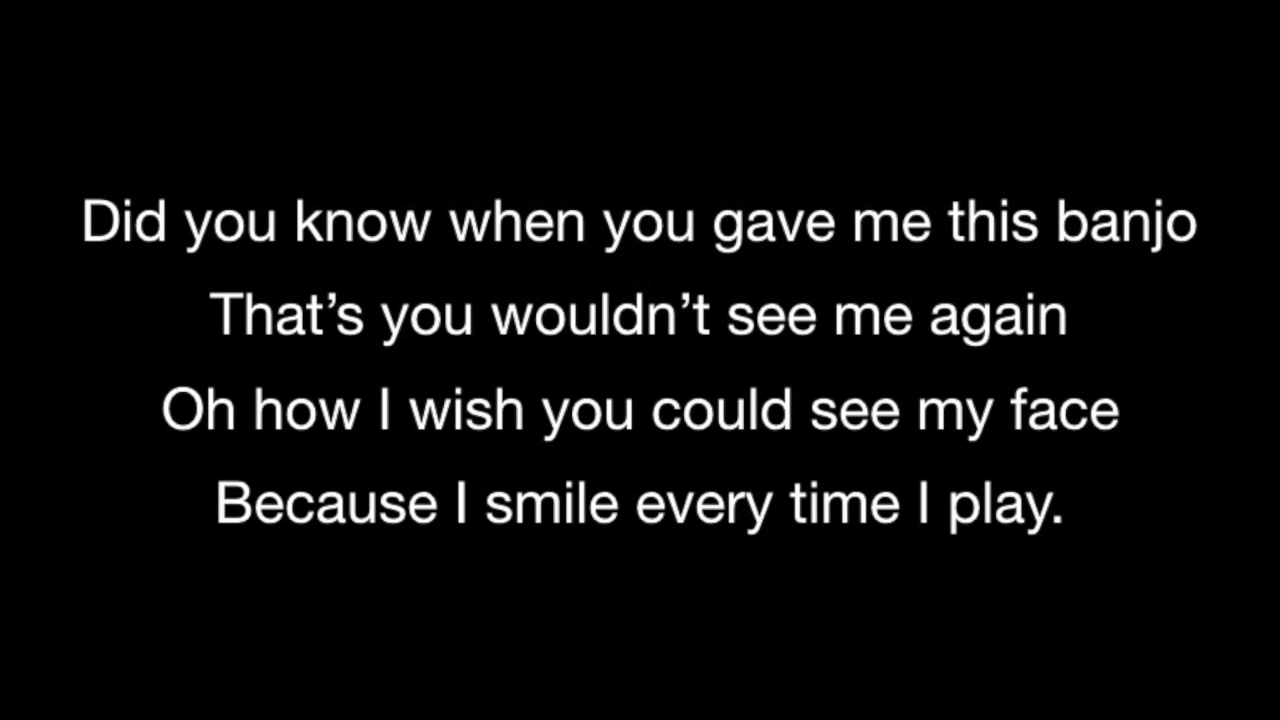 Did you know when you gave me this banjo
That’s you wouldn’t see me again
Oh how I wish you could see my face
Because I smile every time I play.